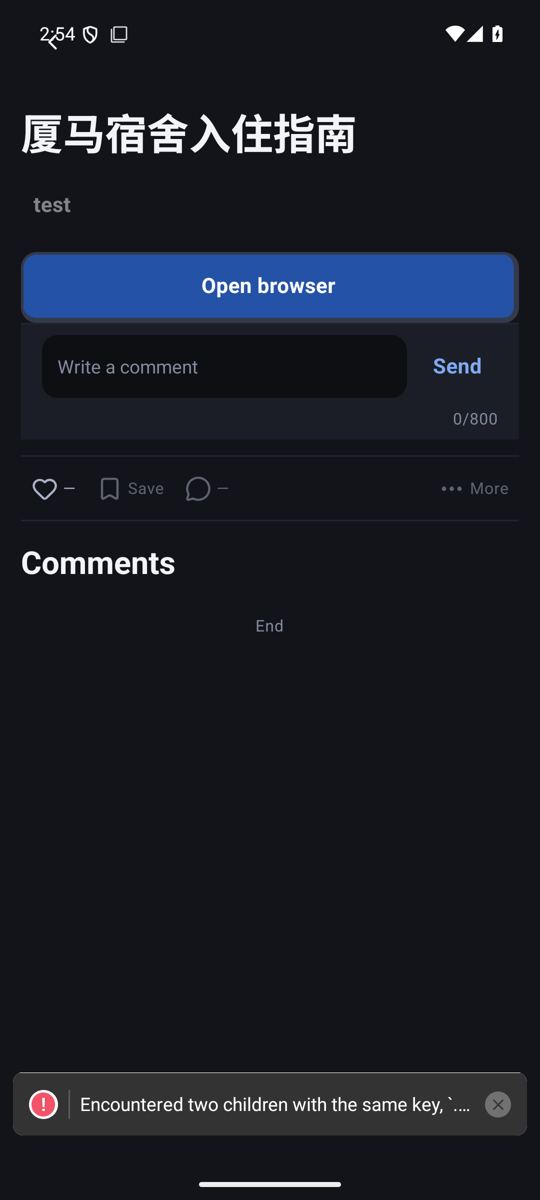 2:54
厦马宿舍入住指南
test
Open browser
Write a comment
Send
0/800
— Save — ••• More
Comments
End
! Encountered two children with the same key, `.…